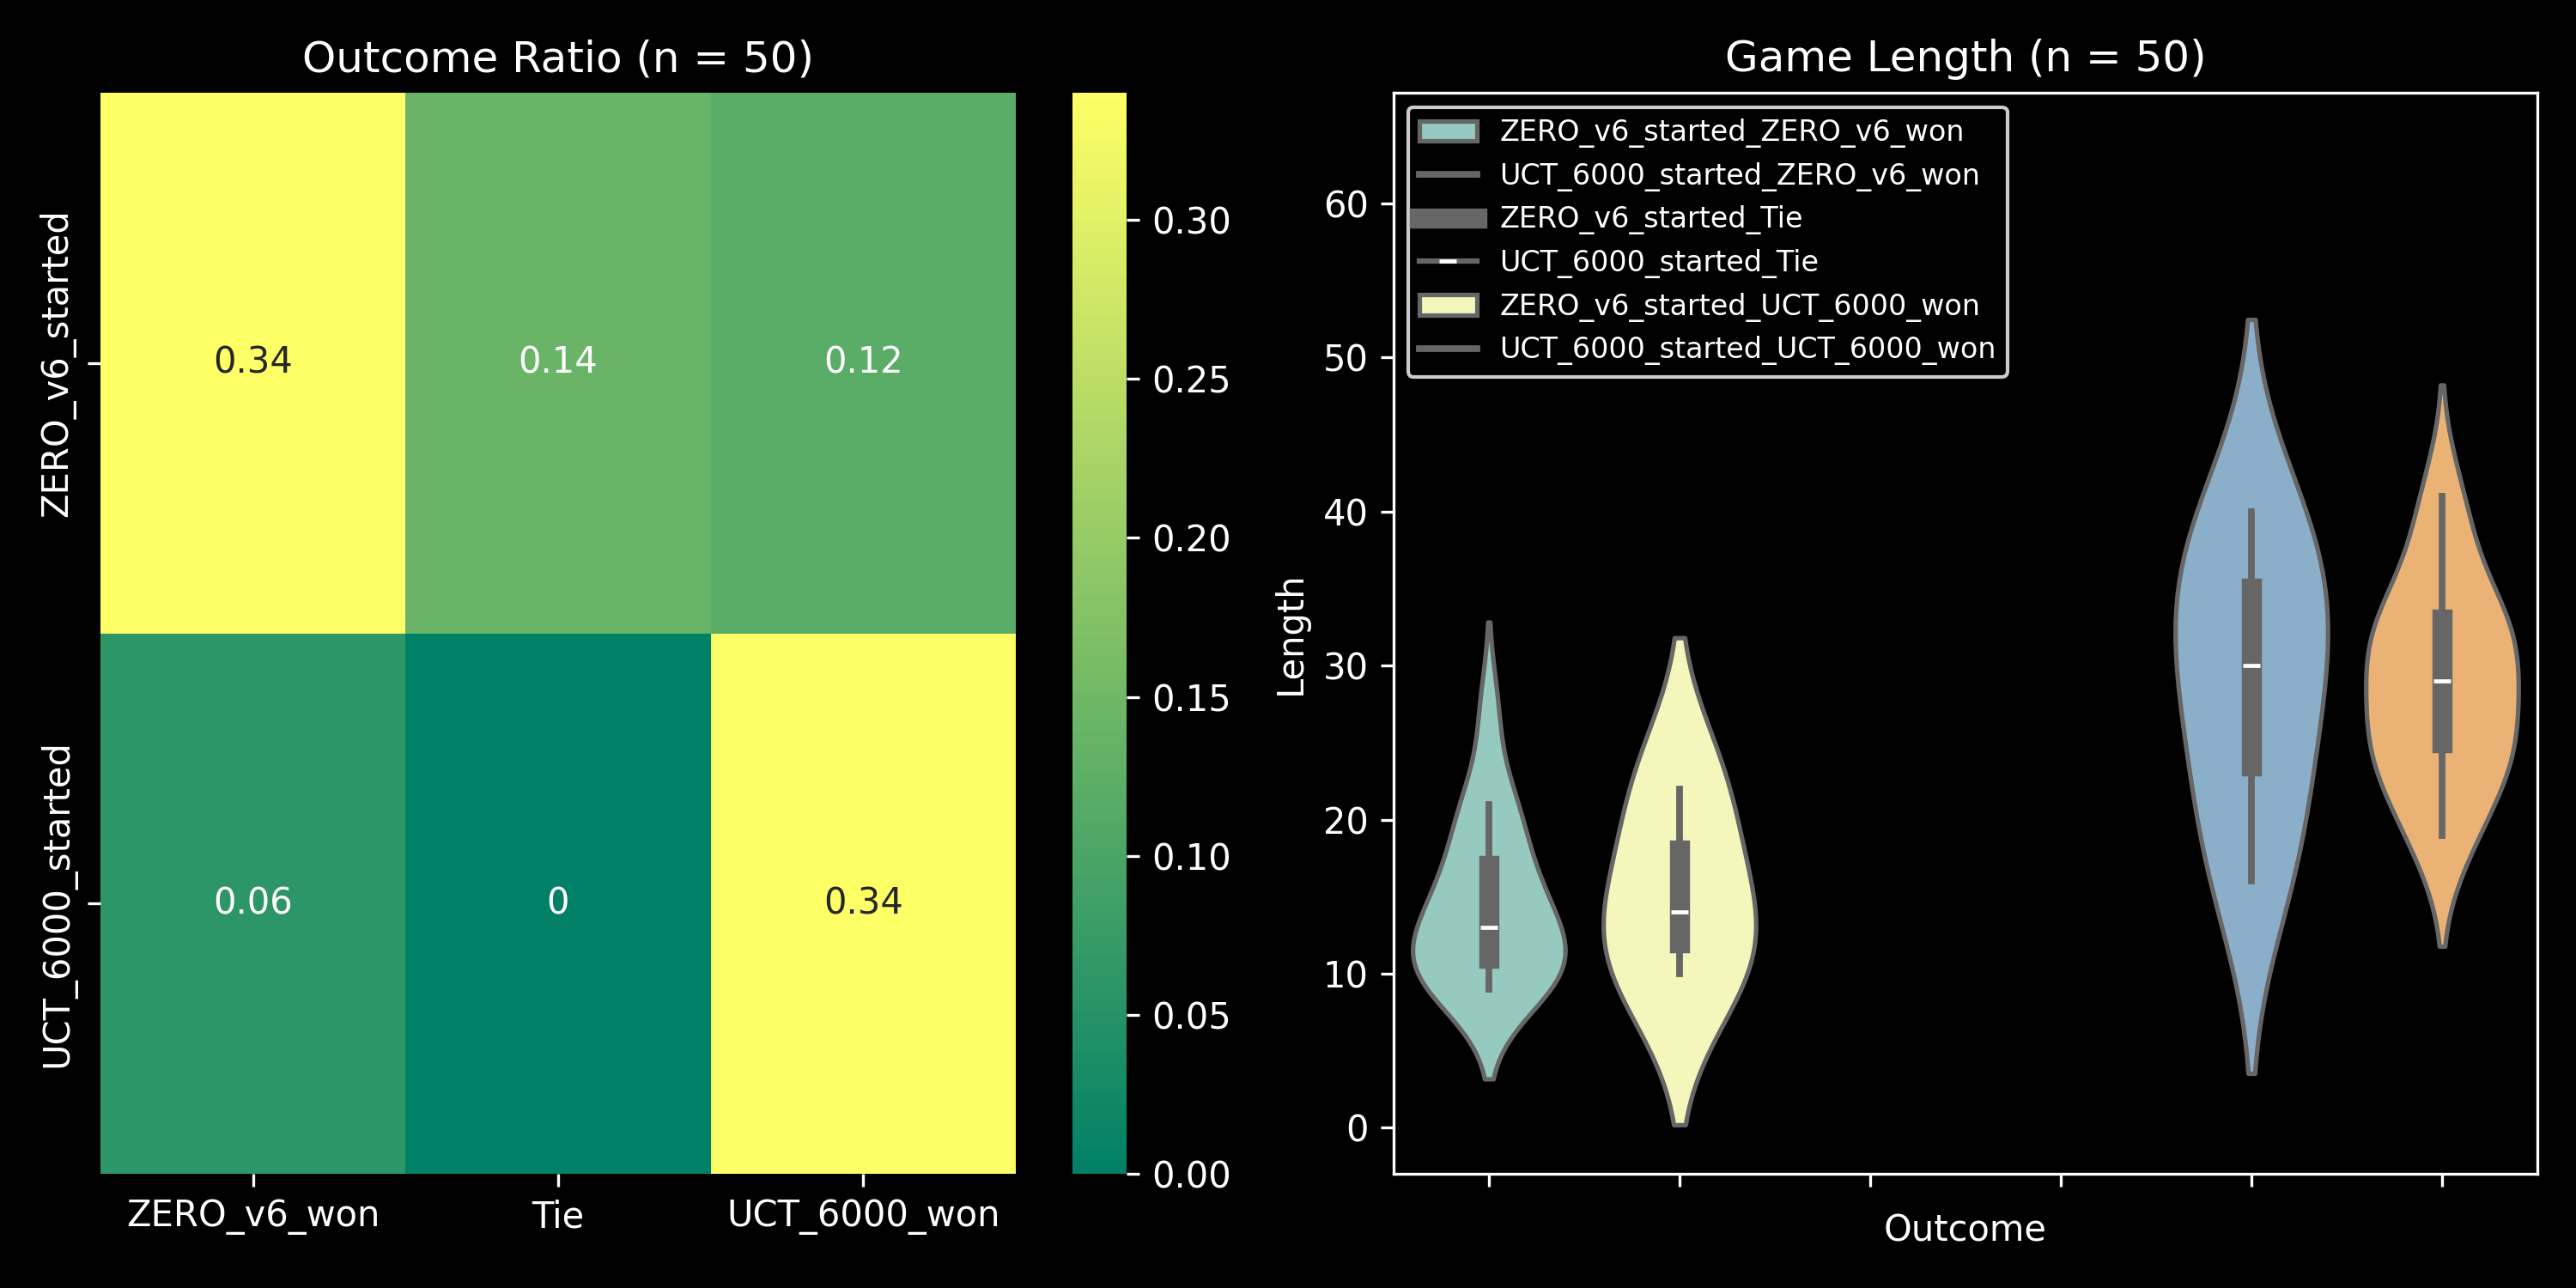 Outcome Ratio (n = 50)
ZERO_v6_started
UCT_6000_started
0.34
0.14
0.12
0.06
0
0.34
ZERO_v6_won
Tie
UCT_6000_won
0.30
0.25
0.20
0.15
0.10
0.05
0.00
Game Length (n = 50)
Length
60
50
40
30
20
10
0
ZERO_v6_started_ZERO_v6_won
UCT_6000_started_ZERO_v6_won
ZERO_v6_started_Tie
UCT_6000_started_Tie
ZERO_v6_started_UCT_6000_won
UCT_6000_started_UCT_6000_won
Outcome